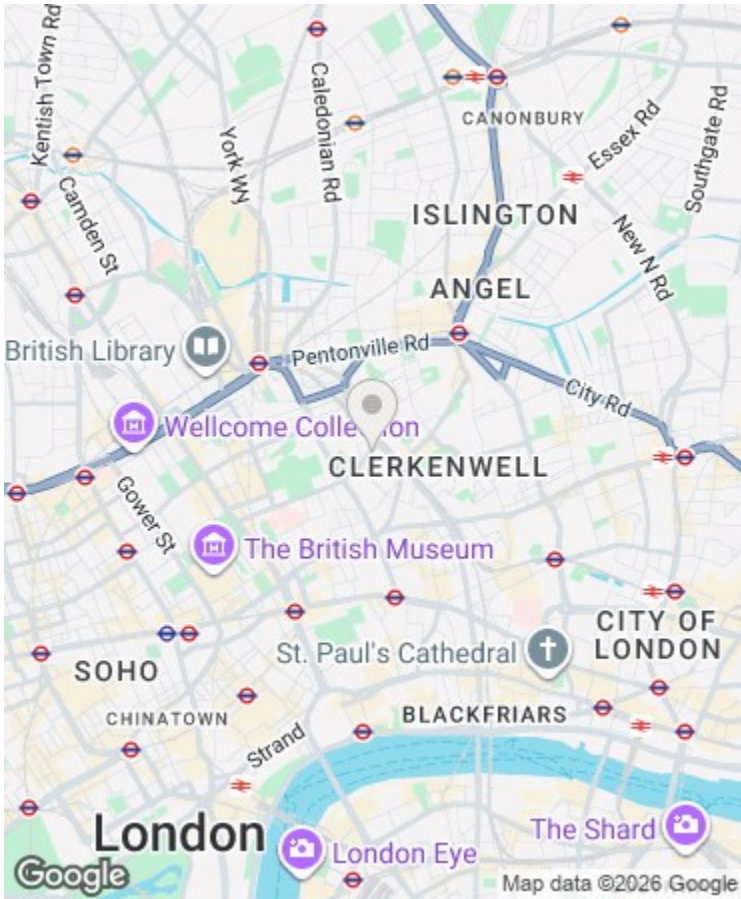 Kentish Town Rd
Caledonian Rd
York Wy
CANONBURY
Essex Rd
Southgate Rd
Camden St
ISLINGTON
New N Rd
ANGEL
British Library
Pentonville Rd
City Rd
Wellcome Collection
CLERKENWELL
Gower St
The British Museum
CITY OF
LONDON
St. Paul's Cathedral
SOHO
CHINATOWN
BLACKFRIARS
Strand
London
The Shard
London Eye
Google
Map data ©2026 Google